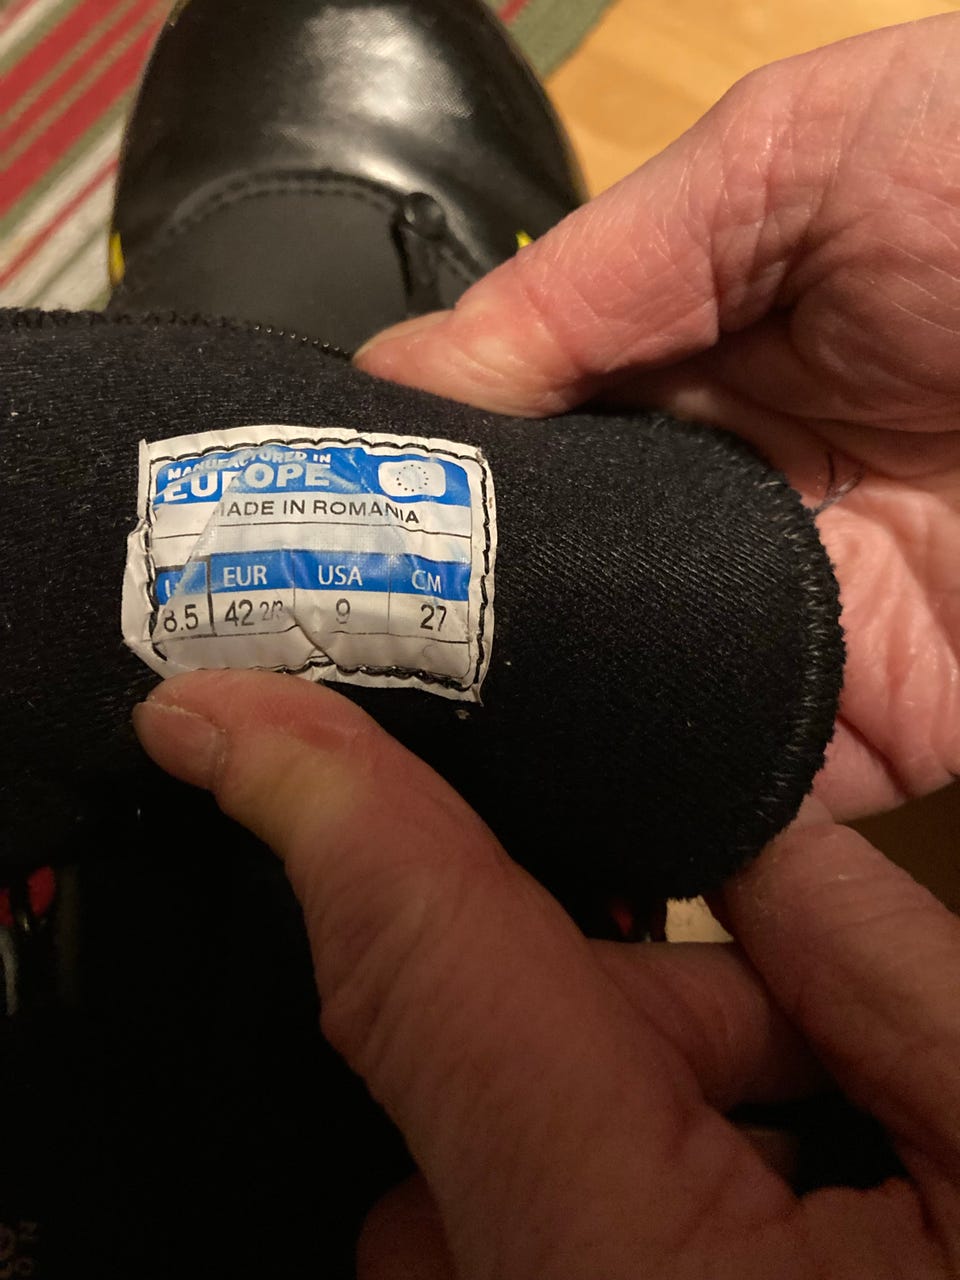 MANUFACTURED IN
EUROPE
MADE IN ROMANIA
EUR USA CM
8.5 42 2/3 9 27